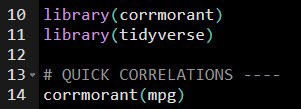 10 library(corrmorant)
11 library(tidyverse)
12
13 # QUICK CORRELATIONS ----
14 corrmorant(mpg)